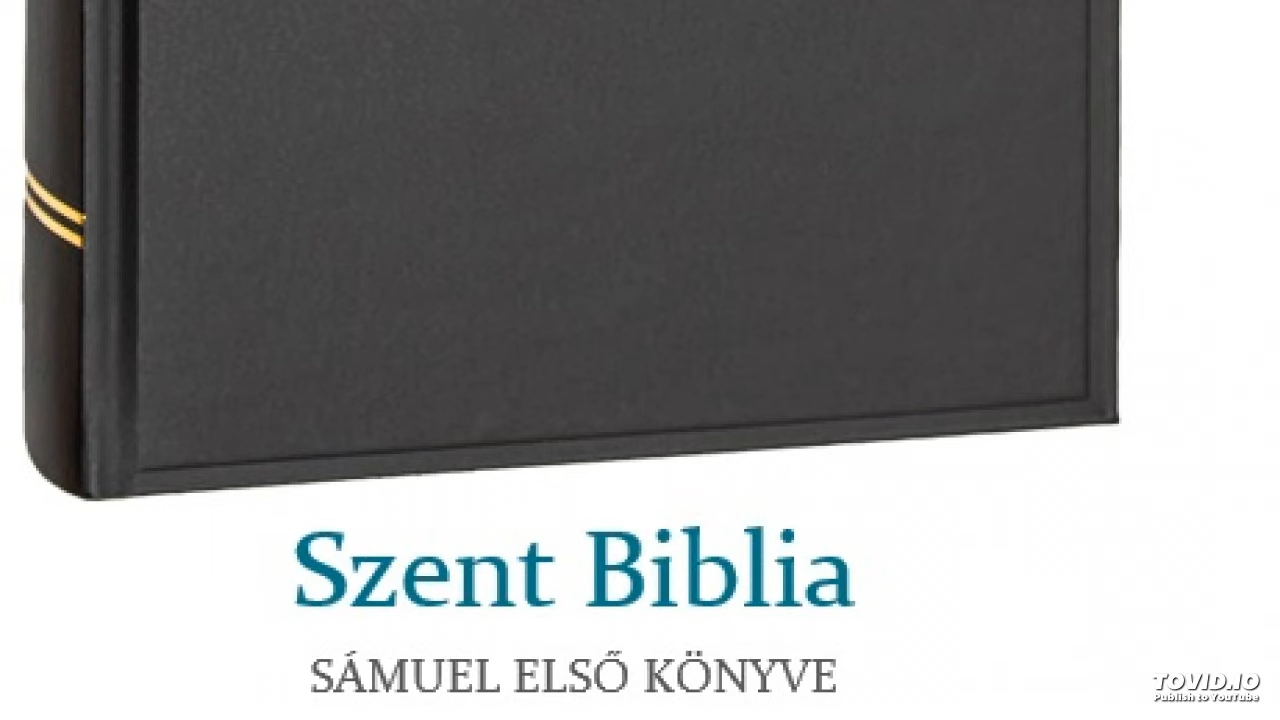 Szent Biblia
SÁMUEL ELSŐ KÖNYVE
TOVID.IO
Publish to YouTube